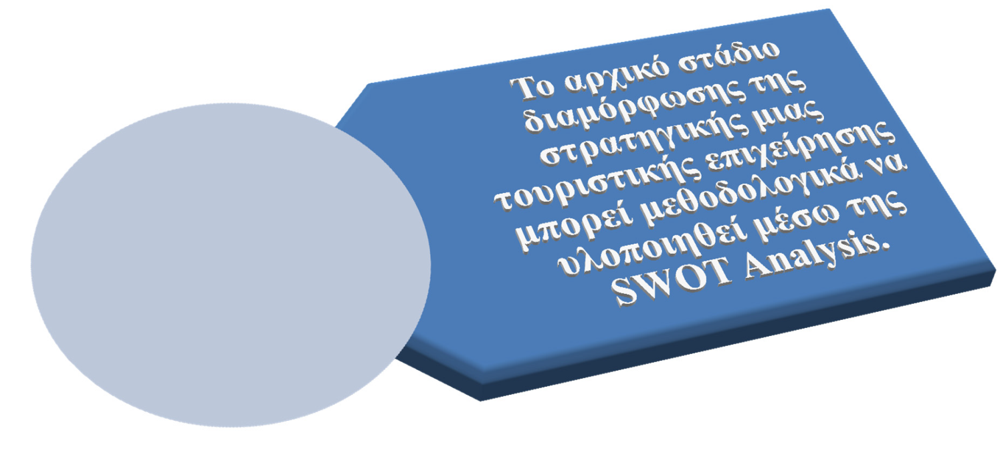 Το αρχικό στάδιο
διαμόρφωσης της
στρατηγικής μιας
τουριστικής επιχείρησης
μπορεί μεθοδολογικά να
υλοποιηθεί μέσω της
SWOT Analysis.